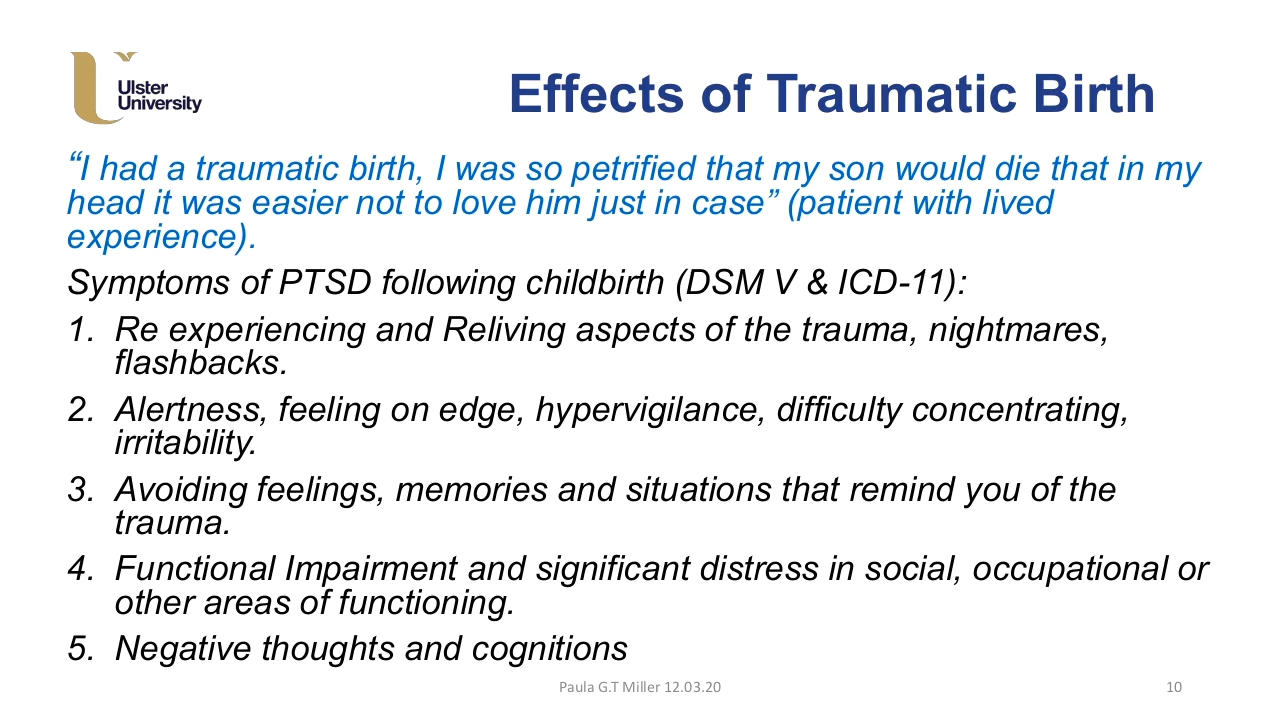 Ulster
University
Effects of Traumatic Birth
“I had a traumatic birth, I was so petrified that my son would die that in my
head it was easier not to love him just in case” (patient with lived
experience).
Symptoms of PTSD following childbirth (DSM V & ICD-11):
1. Re experiencing and Reliving aspects of the trauma, nightmares,
flashbacks.
2. Alertness, feeling on edge, hypervigilance, difficulty concentrating,
irritability.
3. Avoiding feelings, memories and situations that remind you of the
trauma.
4. Functional Impairment and significant distress in social, occupational or
other areas of functioning.
5. Negative thoughts and cognitions
Paula G.T Miller 12.03.20
10